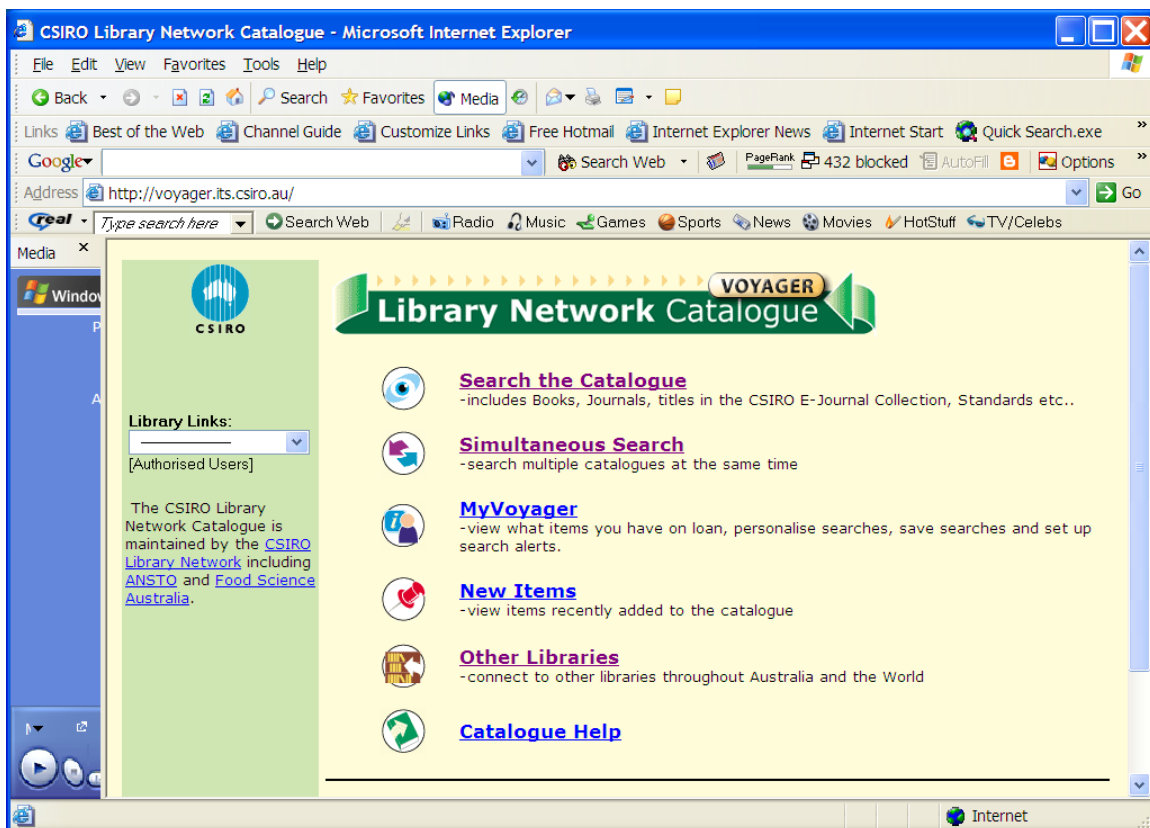 CSIRO Library Network Catalogue - Microsoft Internet Explorer
File Edit View Favorites Tools Help
Back Search Favorites Media
Links Best of the Web Channel Guide Customize Links Free Hotmail Internet Explorer News Internet Start Quick Search.exe »
Google Search Web PageRank 432 blocked AutoFill Options »
Address http://voyager.its.csiro.au/ Go
real Type search here Search Web Radio Music Games Sports News Movies HotStuff TV/Celebs
Media x
Window
P
A
CSIRO
Library Links:
[Authorised Users]
The CSIRO Library
Network Catalogue is
maintained by the CSIRO
Library Network including
ANSTO and Food Science
Australia.
VOYAGER
Library Network Catalogue
Search the Catalogue
-includes Books, Journals, titles in the CSIRO E-Journal Collection, Standards etc..
Simultaneous Search
-search multiple catalogues at the same time
MyVoyager
-view what items you have on loan, personalise searches, save searches and set up
search alerts.
New Items
-view items recently added to the catalogue
Other Libraries
-connect to other libraries throughout Australia and the World
Catalogue Help
Internet